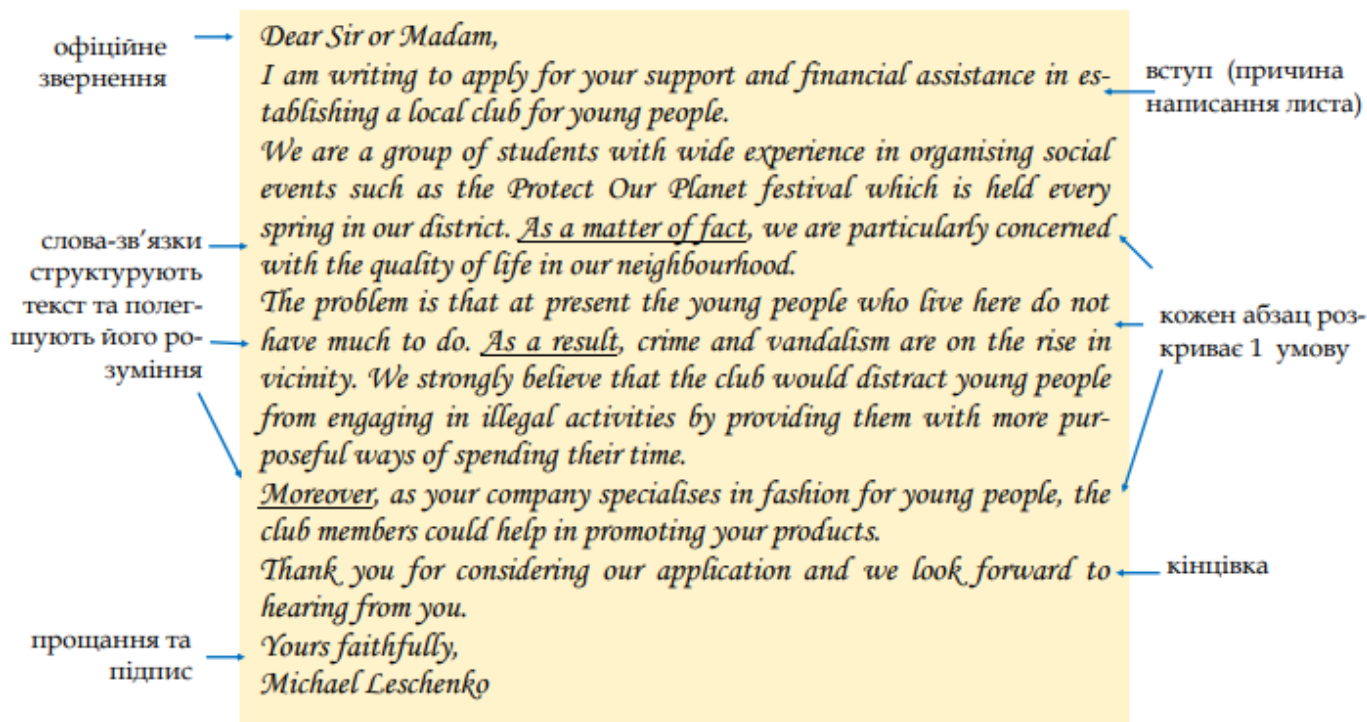 офіційне
звернення
Dear Sir or Madam,
I am writing to apply for your support and financial assistance in es-
tablishing a local club for young people.
вступ (причина
написання листа)
We are a group of students with wide experience in organising social
events such as the Protect Our Planet festival which is held every
spring in our district. As a matter of fact, we are particularly concerned
with the quality of life in our neighbourhood.
слова-зв'язки
структурують
текст та полег-
шують його ро-
зуміння
The problem is that at present the young people who live here do not
have much to do. As a result, crime and vandalism are on the rise in
vicinity. We strongly believe that the club would distract young people
from engaging in illegal activities by providing them with more pur-
poseful ways of spending their time.
кожен абзац роз-
криває 1 умову
Moreover, as your company specialises in fashion for young people, the
club members could help in promoting your products.
Thank you for considering our application and we look forward to
hearing from you.
кінцівка
Yours faithfully,
Michael Leschenko
прощання та
підпис